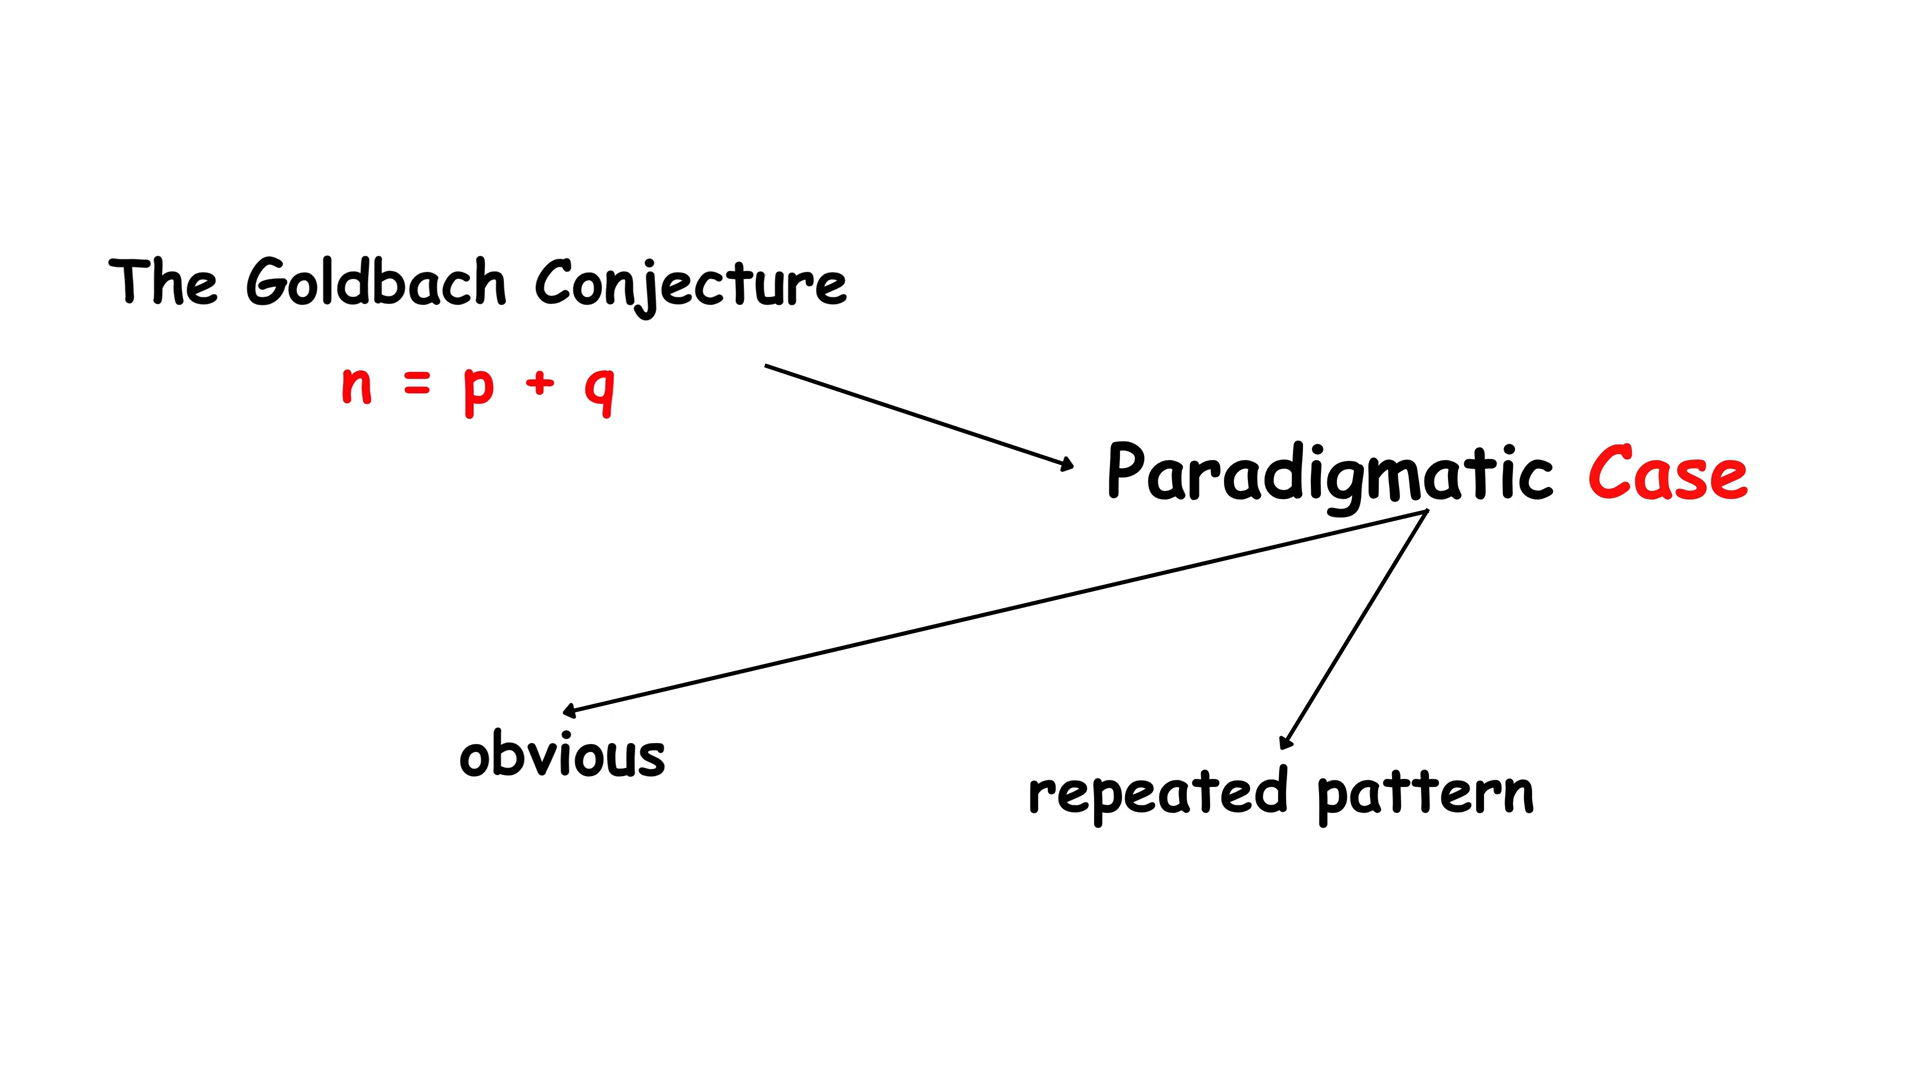 The Goldbach Conjecture
n = p + q
Paradigmatic Case
obvious
repeated pattern